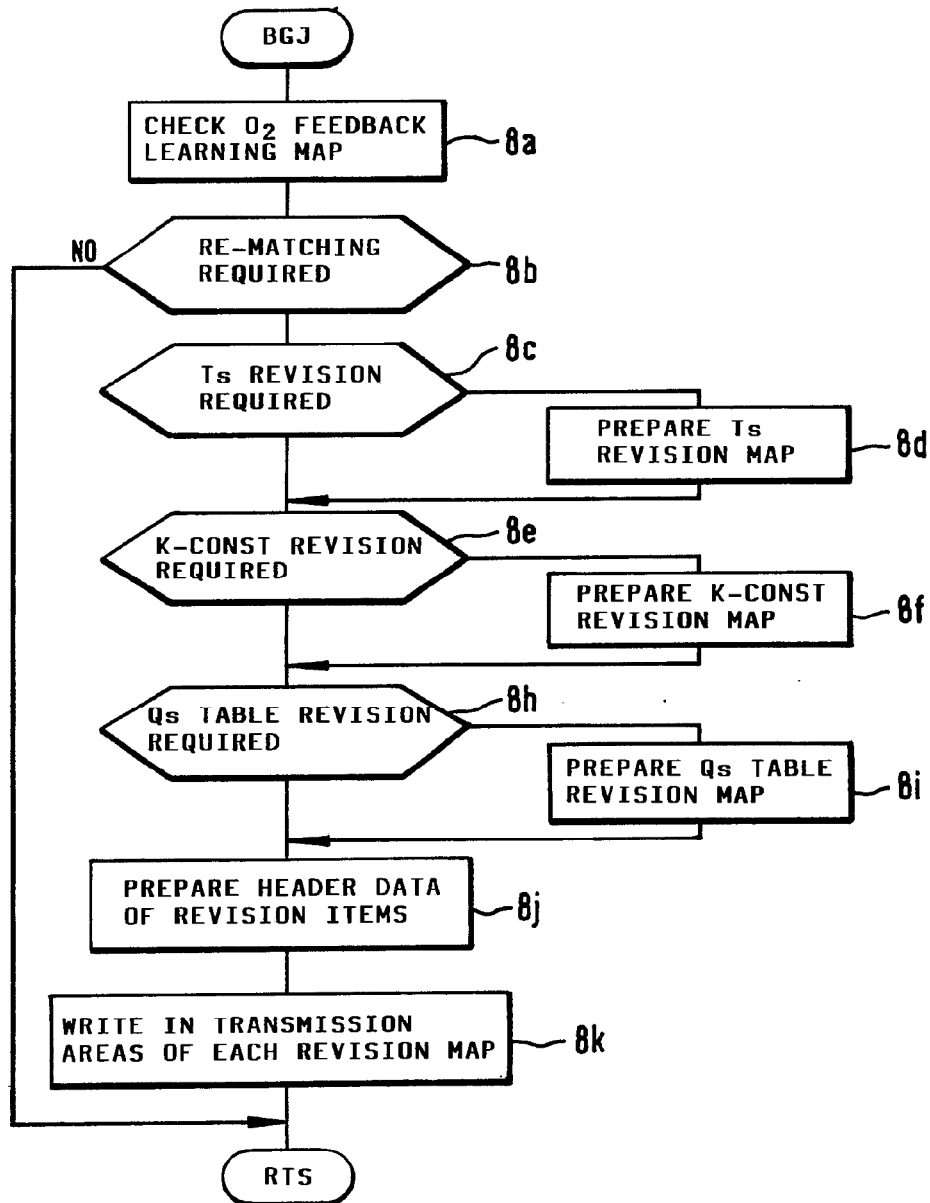 BGJ
CHECK O₂ FEEDBACK
LEARNING MAP
8a
NO
RE-MATCHING
REQUIRED
8b
Ts REVISION
REQUIRED
8c
PREPARE Ts
REVISION MAP
8d
K-CONST REVISION
REQUIRED
8e
PREPARE K-CONST
REVISION MAP
8f
Qs TABLE REVISION
REQUIRED
8h
PREPARE Qs TABLE
REVISION MAP
8i
PREPARE HEADER DATA
OF REVISION ITEMS
8j
WRITE IN TRANSMISSION
AREAS OF EACH REVISION MAP
8k
RTS